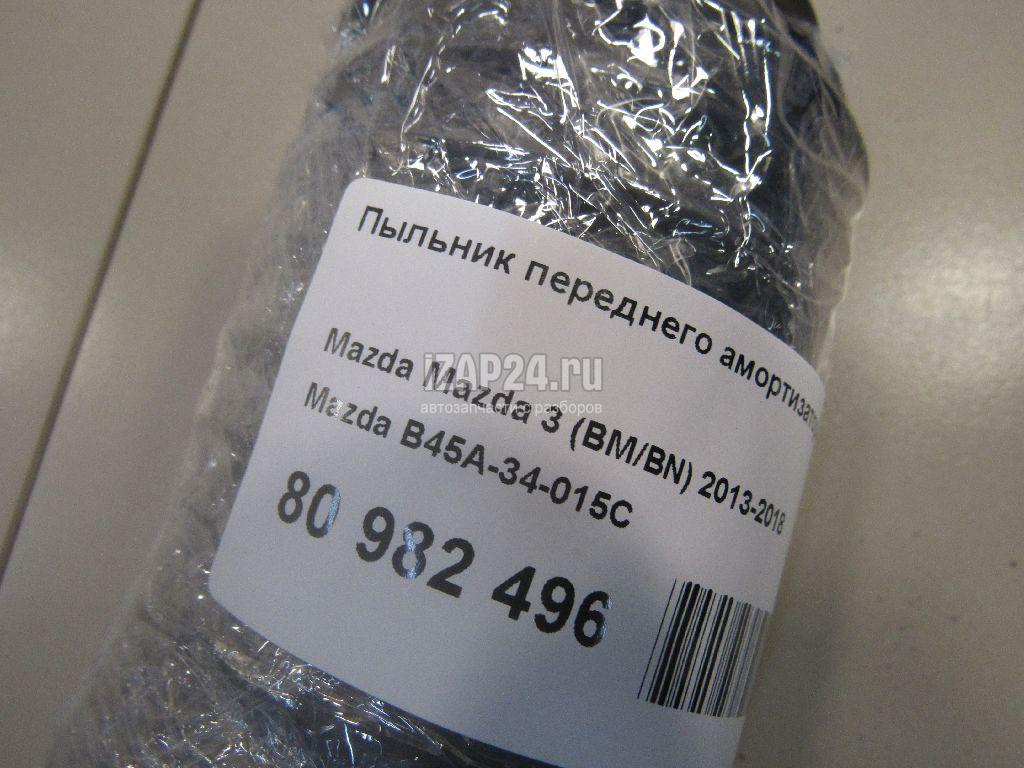 Пыльник переднего амортизато
Mazda Mazda 3 (BM/BN) 2013-2018
Mazda B45A-34-015C
80 982 496
iZAP24.ru
автозапчасти с разборов